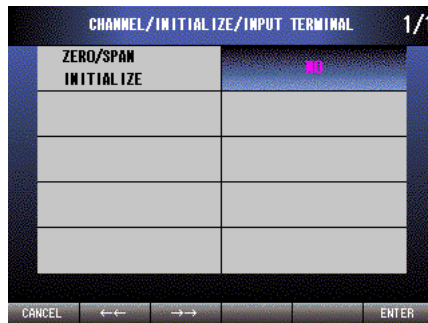 CHANNEL/INITIALIZE/INPUT TERMINAL 1/1
ZERO/SPAN
INITIALIZE
NO
CANCEL ←← →→ ENTER